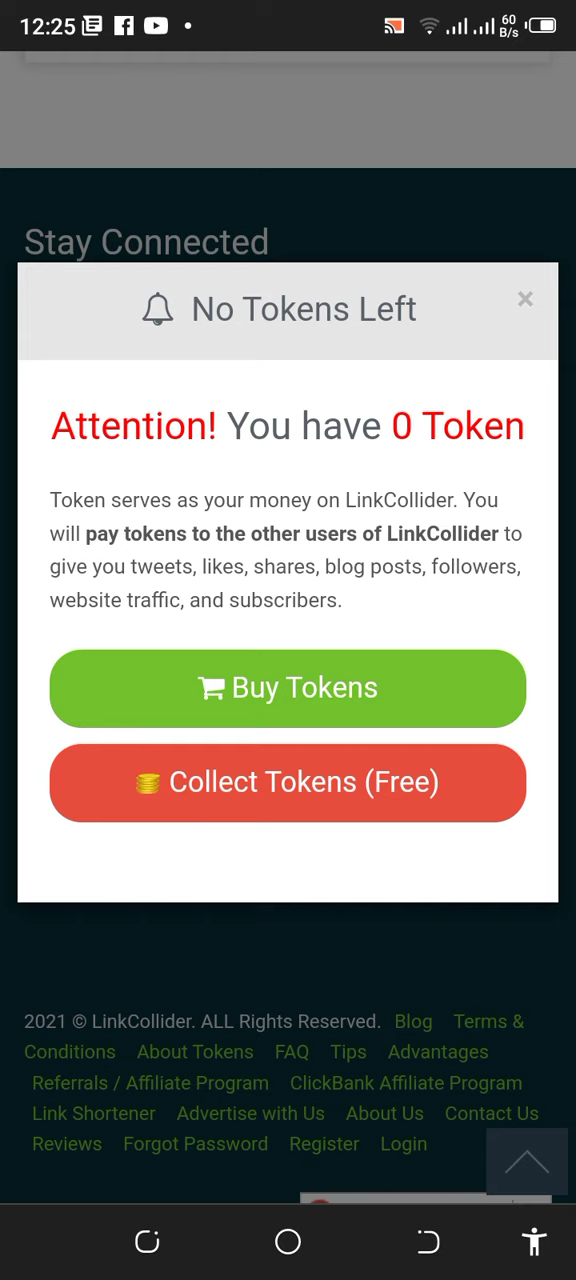 12:25
60
B/s
Stay Connected
No Tokens Left
×
Attention! You have 0 Token
Token serves as your money on LinkCollider. You
will pay tokens to the other users of LinkCollider to
give you tweets, likes, shares, blog posts, followers,
website traffic, and subscribers.
Buy Tokens
Collect Tokens (Free)
2021 © LinkCollider. ALL Rights Reserved. Blog Terms &
Conditions About Tokens FAQ Tips Advantages
Referrals / Affiliate Program ClickBank Affiliate Program
Link Shortener Advertise with Us About Us Contact Us
Reviews Forgot Password Register Login